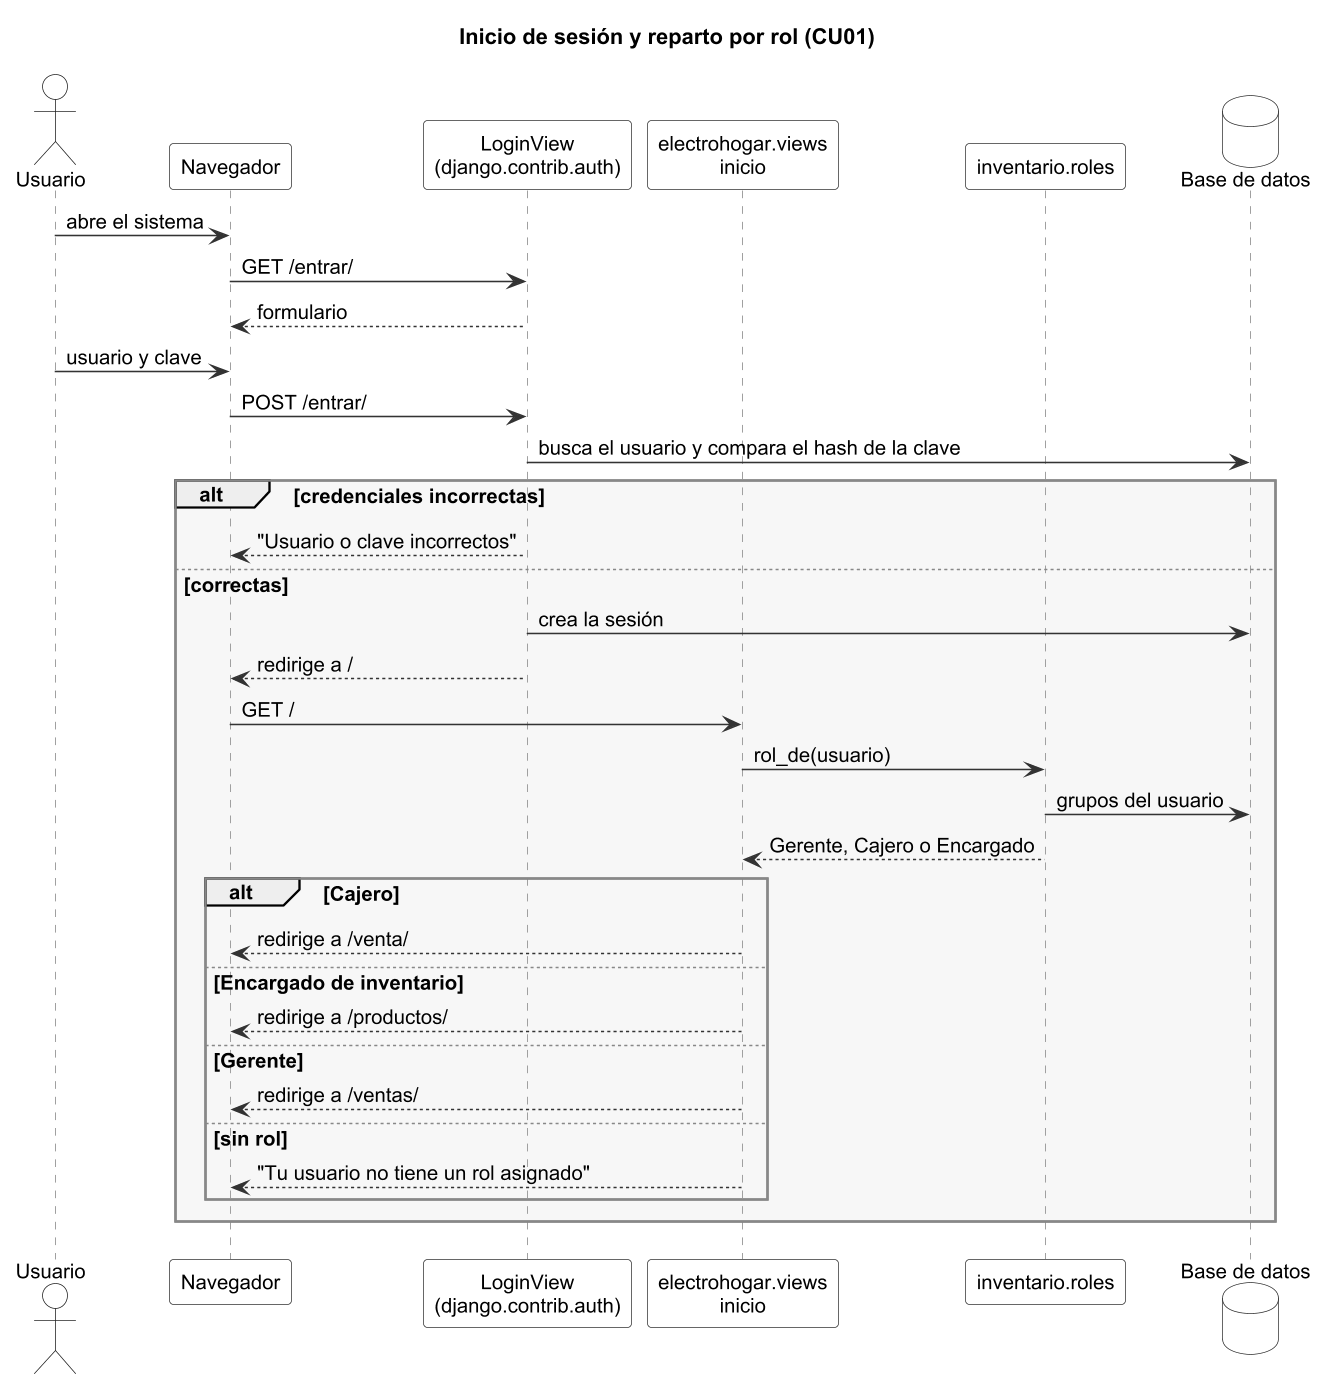 Inicio de sesión y reparto por rol (CU01)
Usuario
Navegador
LoginView
(django.contrib.auth)
electrohogar.views
inicio
inventario.roles
Base de datos
abre el sistema
GET /entrar/
formulario
usuario y clave
POST /entrar/
busca el usuario y compara el hash de la clave
alt
[credenciales incorrectas]
"Usuario o clave incorrectos"
[correctas]
crea la sesión
redirige a /
GET /
rol_de(usuario)
grupos del usuario
Gerente, Cajero o Encargado
alt
[Cajero]
redirige a /venta/
[Encargado de inventario]
redirige a /productos/
[Gerente]
redirige a /ventas/
[sin rol]
"Tu usuario no tiene un rol asignado"
Usuario
Navegador
LoginView
(django.contrib.auth)
electrohogar.views
inicio
inventario.roles
Base de datos